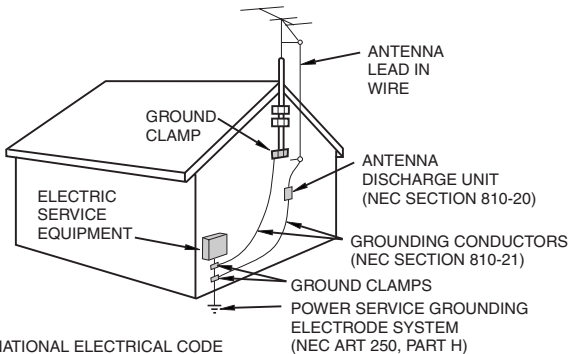 ANTENNA
LEAD IN
WIRE
GROUND
CLAMP
ANTENNA
DISCHARGE UNIT
(NEC SECTION 810-20)
ELECTRIC
SERVICE
EQUIPMENT
GROUNDING CONDUCTORS
(NEC SECTION 810-21)
GROUND CLAMPS
POWER SERVICE GROUNDING
ELECTRODE SYSTEM
(NEC ART 250, PART H)
NATIONAL ELECTRICAL CODE